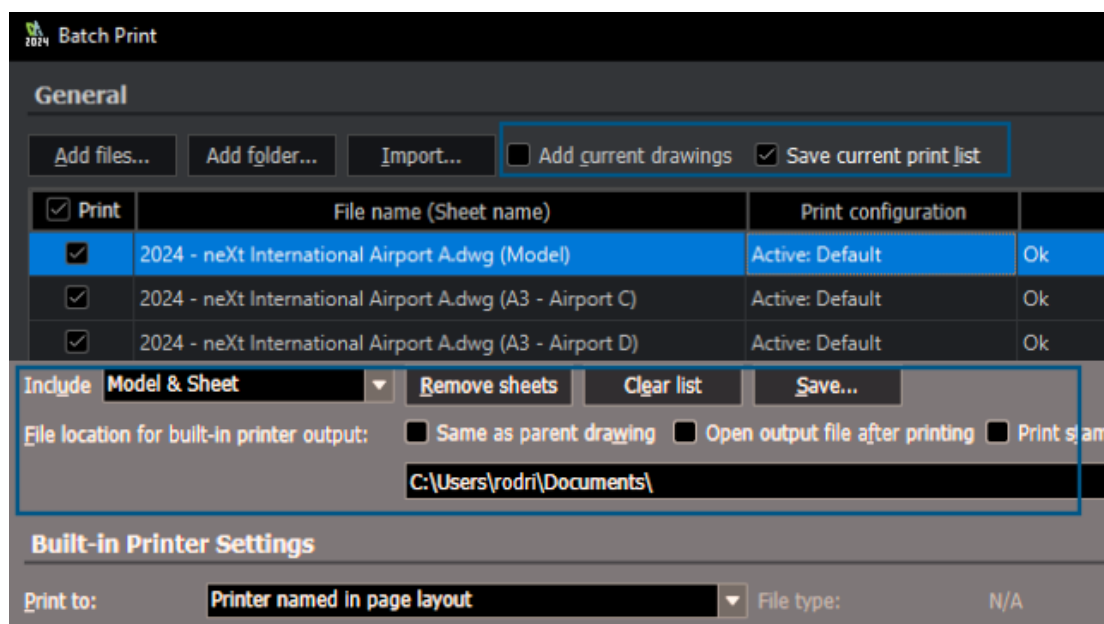 2024 Batch Print
General
Add files... Add folder... Import... Add current drawings Save current print list
Print File name (Sheet name) Print configuration
2024 - neXt International Airport A.dwg (Model) Active: Default Ok
2024 - neXt International Airport A.dwg (A3 - Airport C) Active: Default Ok
2024 - neXt International Airport A.dwg (A3 - Airport D) Active: Default Ok
Include Model & Sheet Remove sheets Clear list Save...
File location for built-in printer output: Same as parent drawing Open output file after printing Print
C:\Users\rodri\Documents\
Built-in Printer Settings
Print to: Printer named in page layout File type: N/A